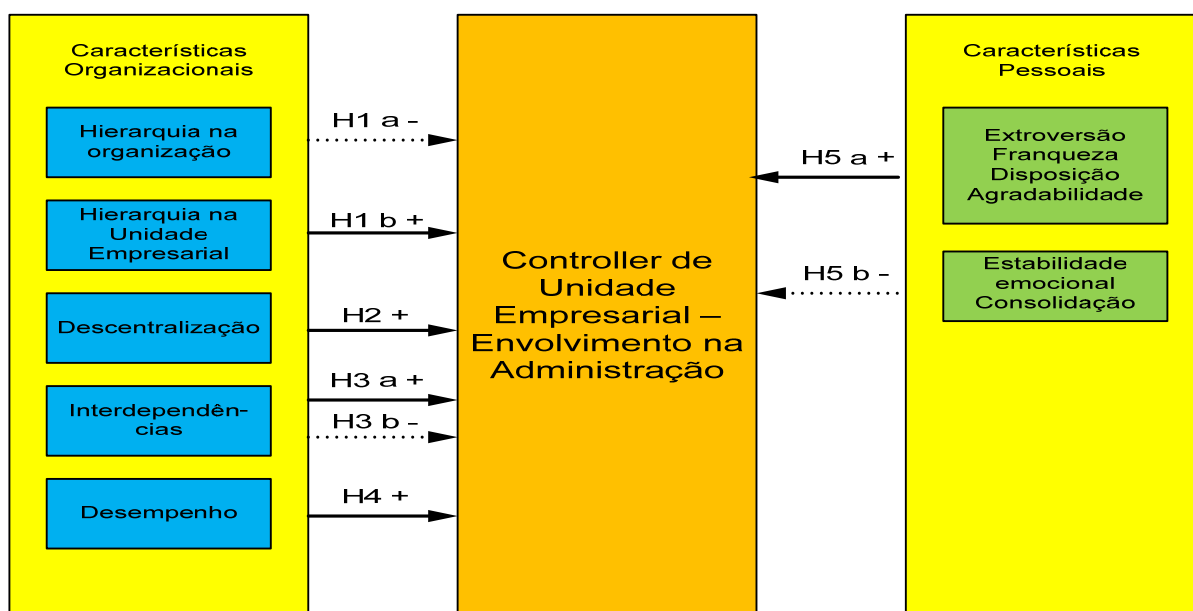 Características
Organizacionais
Hierarquia na
organização
Hierarquia na
Unidade
Empresarial
Descentralização
Interdependên-
cias
Desempenho
H1 a -
H1 b +
H2 +
H3 a +
H3 b -
H4 +
Controller de
Unidade
Empresarial –
Envolvimento na
Administração
H5 a +
H5 b -
Características
Pessoais
Extroversão
Franqueza
Disposição
Agradabilidade
Estabilidade
emocional
Consolidação